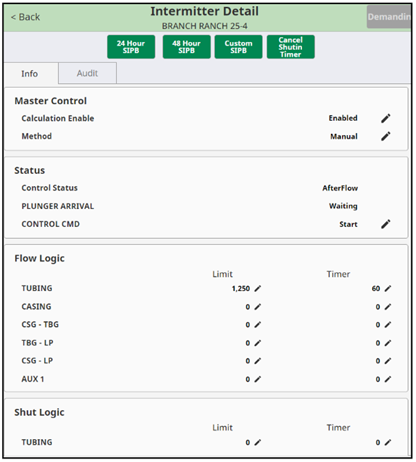 < Back
Intermitter Detail
BRANCH RANCH 25-4
Demandin
24 Hour SIPB
48 Hour SIPB
Custom SIPB
Cancel Shutin Timer
Info Audit
Master Control
Calculation Enable Enabled
Method Manual
Status
Control Status AfterFlow
PLUNGER ARRIVAL Waiting
CONTROL CMD Start
Flow Logic
Limit Timer
TUBING 1,250 60
CASING 0 0
CSG - TBG 0 0
TBG - LP 0 0
CSG - LP 0 0
AUX 1 0 0
Shut Logic
Limit Timer
TUBING 0 0